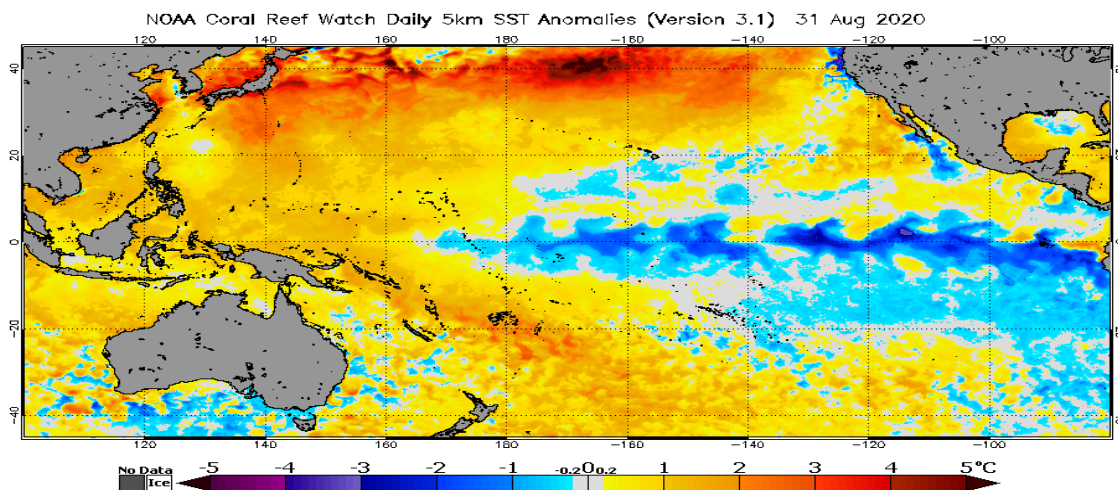 NOAA Coral Reef Watch Daily 5km SST Anomalies (Version 3.1) 31 Aug 2020
120 140 160 180 -160 -140 -120 -100
40
20
0
-20
-40
120 140 160 180 -160 -140 -120 -100
No Data
Ice
-5 -4 -3 -2 -1 -0.2 0.2 1 2 3 4 5°C